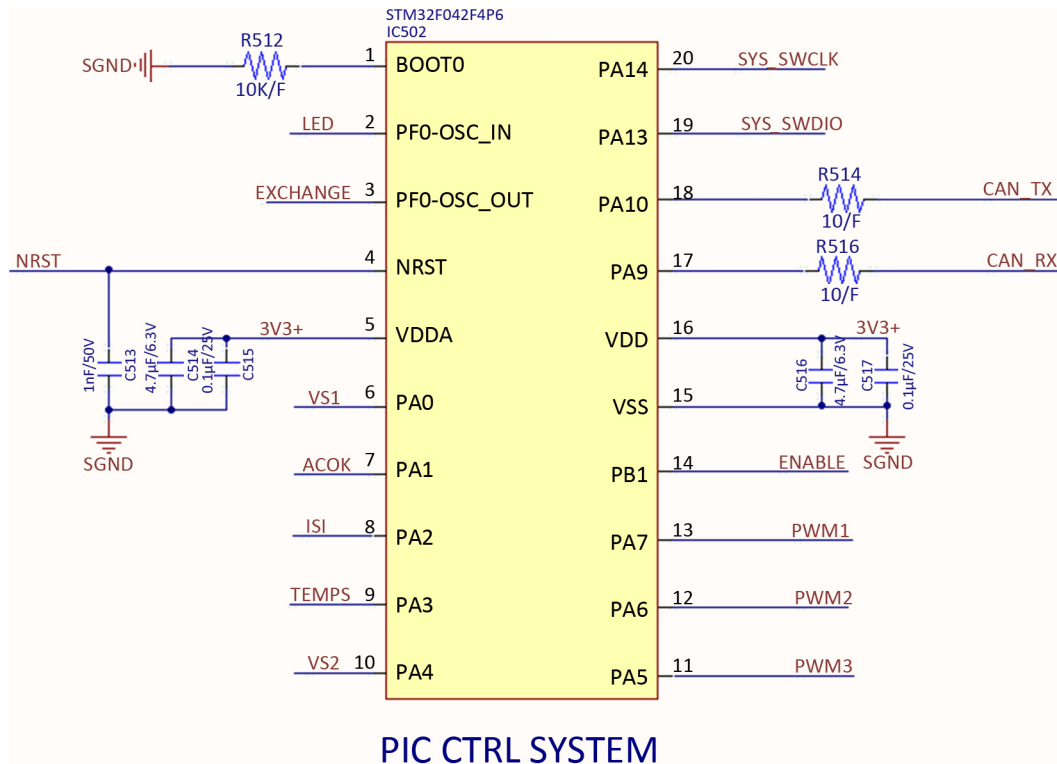 STM32F042F4P6
IC502
R512
SGND
10K/F
1
BOOT0
LED
2
PF0-OSC_IN
EXCHANGE
3
PF0-OSC_OUT
NRST
4
NRST
1nF/50V
C513
4.7μF/6.3V
C514
0.1μF/25V
C515
3V3+
5
VDDA
SGND
VS1
6
PA0
ACOK
7
PA1
ISI
8
PA2
TEMPS
9
PA3
VS2
10
PA4
PA14
20
SYS_SWCLK
PA13
19
SYS_SWDIO
PA10
18
R514
10/F
CAN_TX
PA9
17
R516
10/F
CAN_RX
VDD
16
3V3+
C516
4.7μF/6.3V
C517
0.1μF/25V
VSS
15
SGND
PB1
14
ENABLE
PA7
13
PWM1
PA6
12
PWM2
PA5
11
PWM3
PIC CTRL SYSTEM